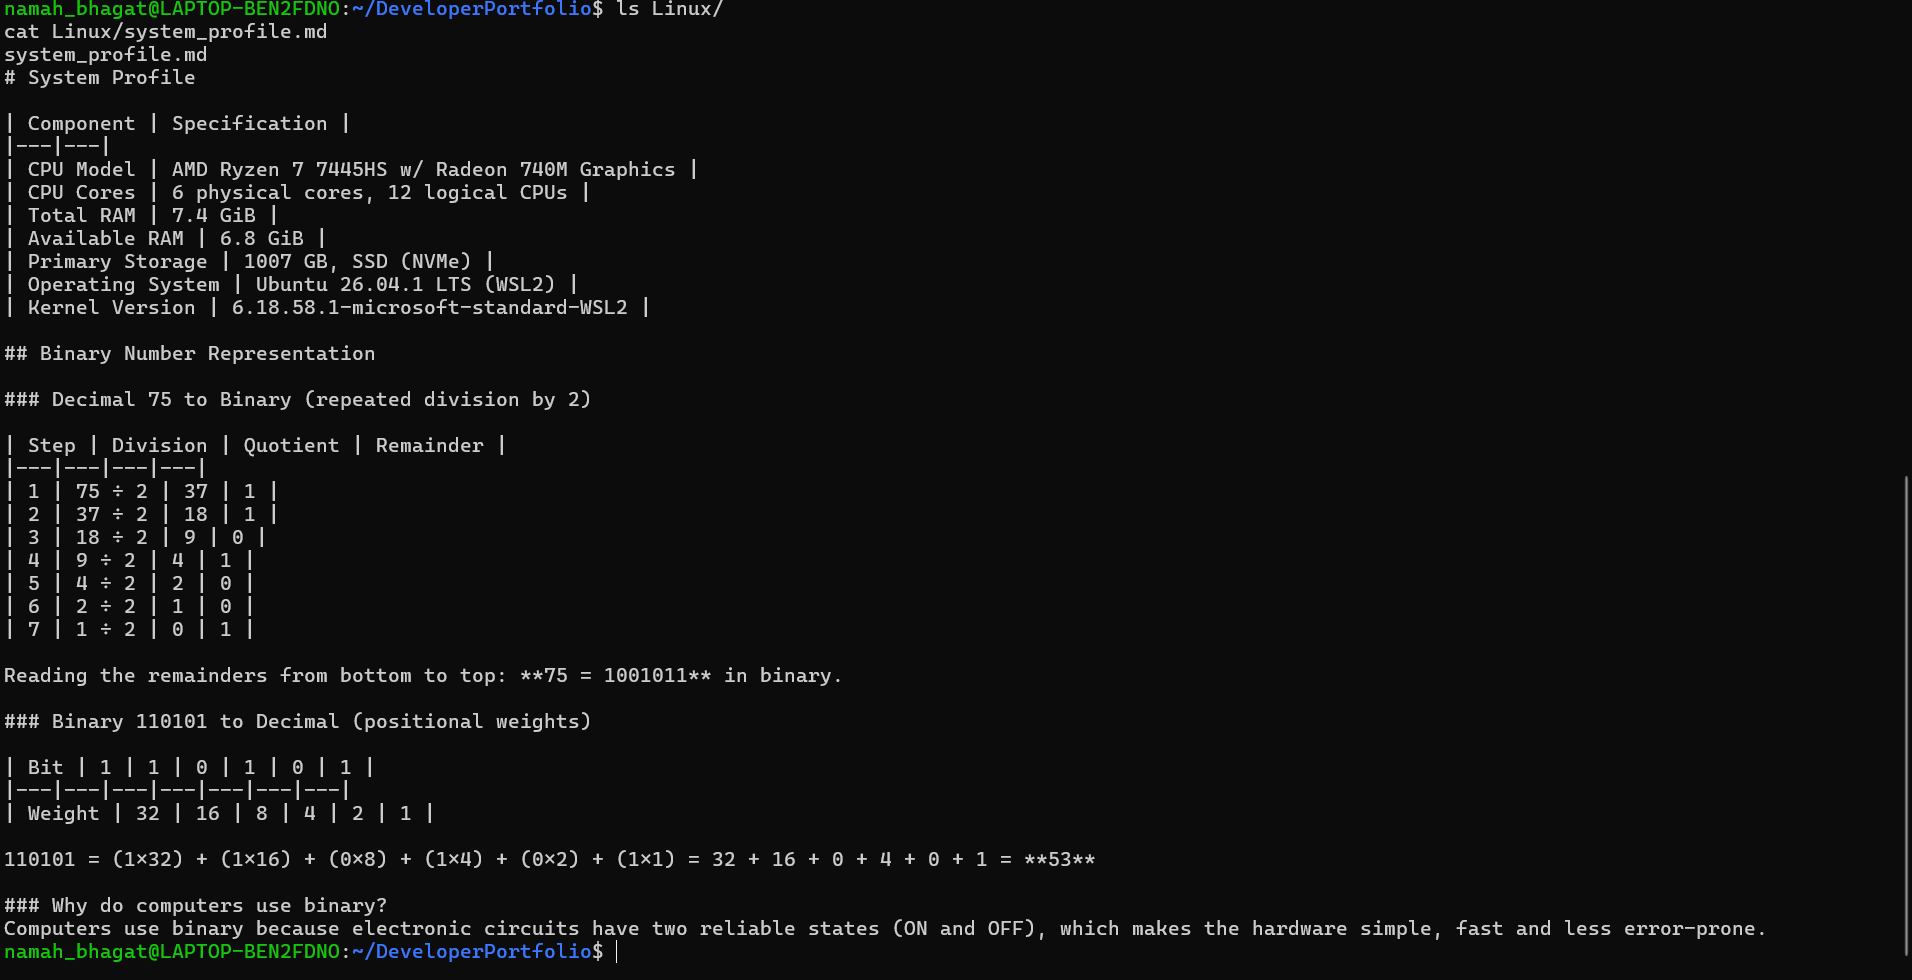 namah_bhagat@LAPTOP-BEN2FDNO:~/DeveloperPortfolio$ ls Linux/
cat Linux/system_profile.md
system_profile.md
# System Profile
| Component | Specification |
|---|---|
| CPU Model | AMD Ryzen 7 7445HS w/ Radeon 740M Graphics |
| CPU Cores | 6 physical cores, 12 logical CPUs |
| Total RAM | 7.4 GiB |
| Available RAM | 6.8 GiB |
| Primary Storage | 1007 GB, SSD (NVMe) |
| Operating System | Ubuntu 26.04.1 LTS (WSL2) |
| Kernel Version | 6.18.58.1-microsoft-standard-WSL2 |
## Binary Number Representation
### Decimal 75 to Binary (repeated division by 2)
| Step | Division | Quotient | Remainder |
|---|---|---|---|
| 1 | 75 ÷ 2 | 37 | 1 |
| 2 | 37 ÷ 2 | 18 | 1 |
| 3 | 18 ÷ 2 | 9 | 0 |
| 4 | 9 ÷ 2 | 4 | 1 |
| 5 | 4 ÷ 2 | 2 | 0 |
| 6 | 2 ÷ 2 | 1 | 0 |
| 7 | 1 ÷ 2 | 0 | 1 |
Reading the remainders from bottom to top: **75 = 1001011** in binary.
### Binary 110101 to Decimal (positional weights)
| Bit | 1 | 1 | 0 | 1 | 0 | 1 |
|---|---|---|---|---|---|---|
| Weight | 32 | 16 | 8 | 4 | 2 | 1 |
110101 = (1×32) + (1×16) + (0×8) + (1×4) + (0×2) + (1×1) = 32 + 16 + 0 + 4 + 0 + 1 = **53**
### Why do computers use binary?
Computers use binary because electronic circuits have two reliable states (ON and OFF), which makes the hardware simple, fast and less error-prone.
namah_bhagat@LAPTOP-BEN2FDNO:~/DeveloperPortfolio$